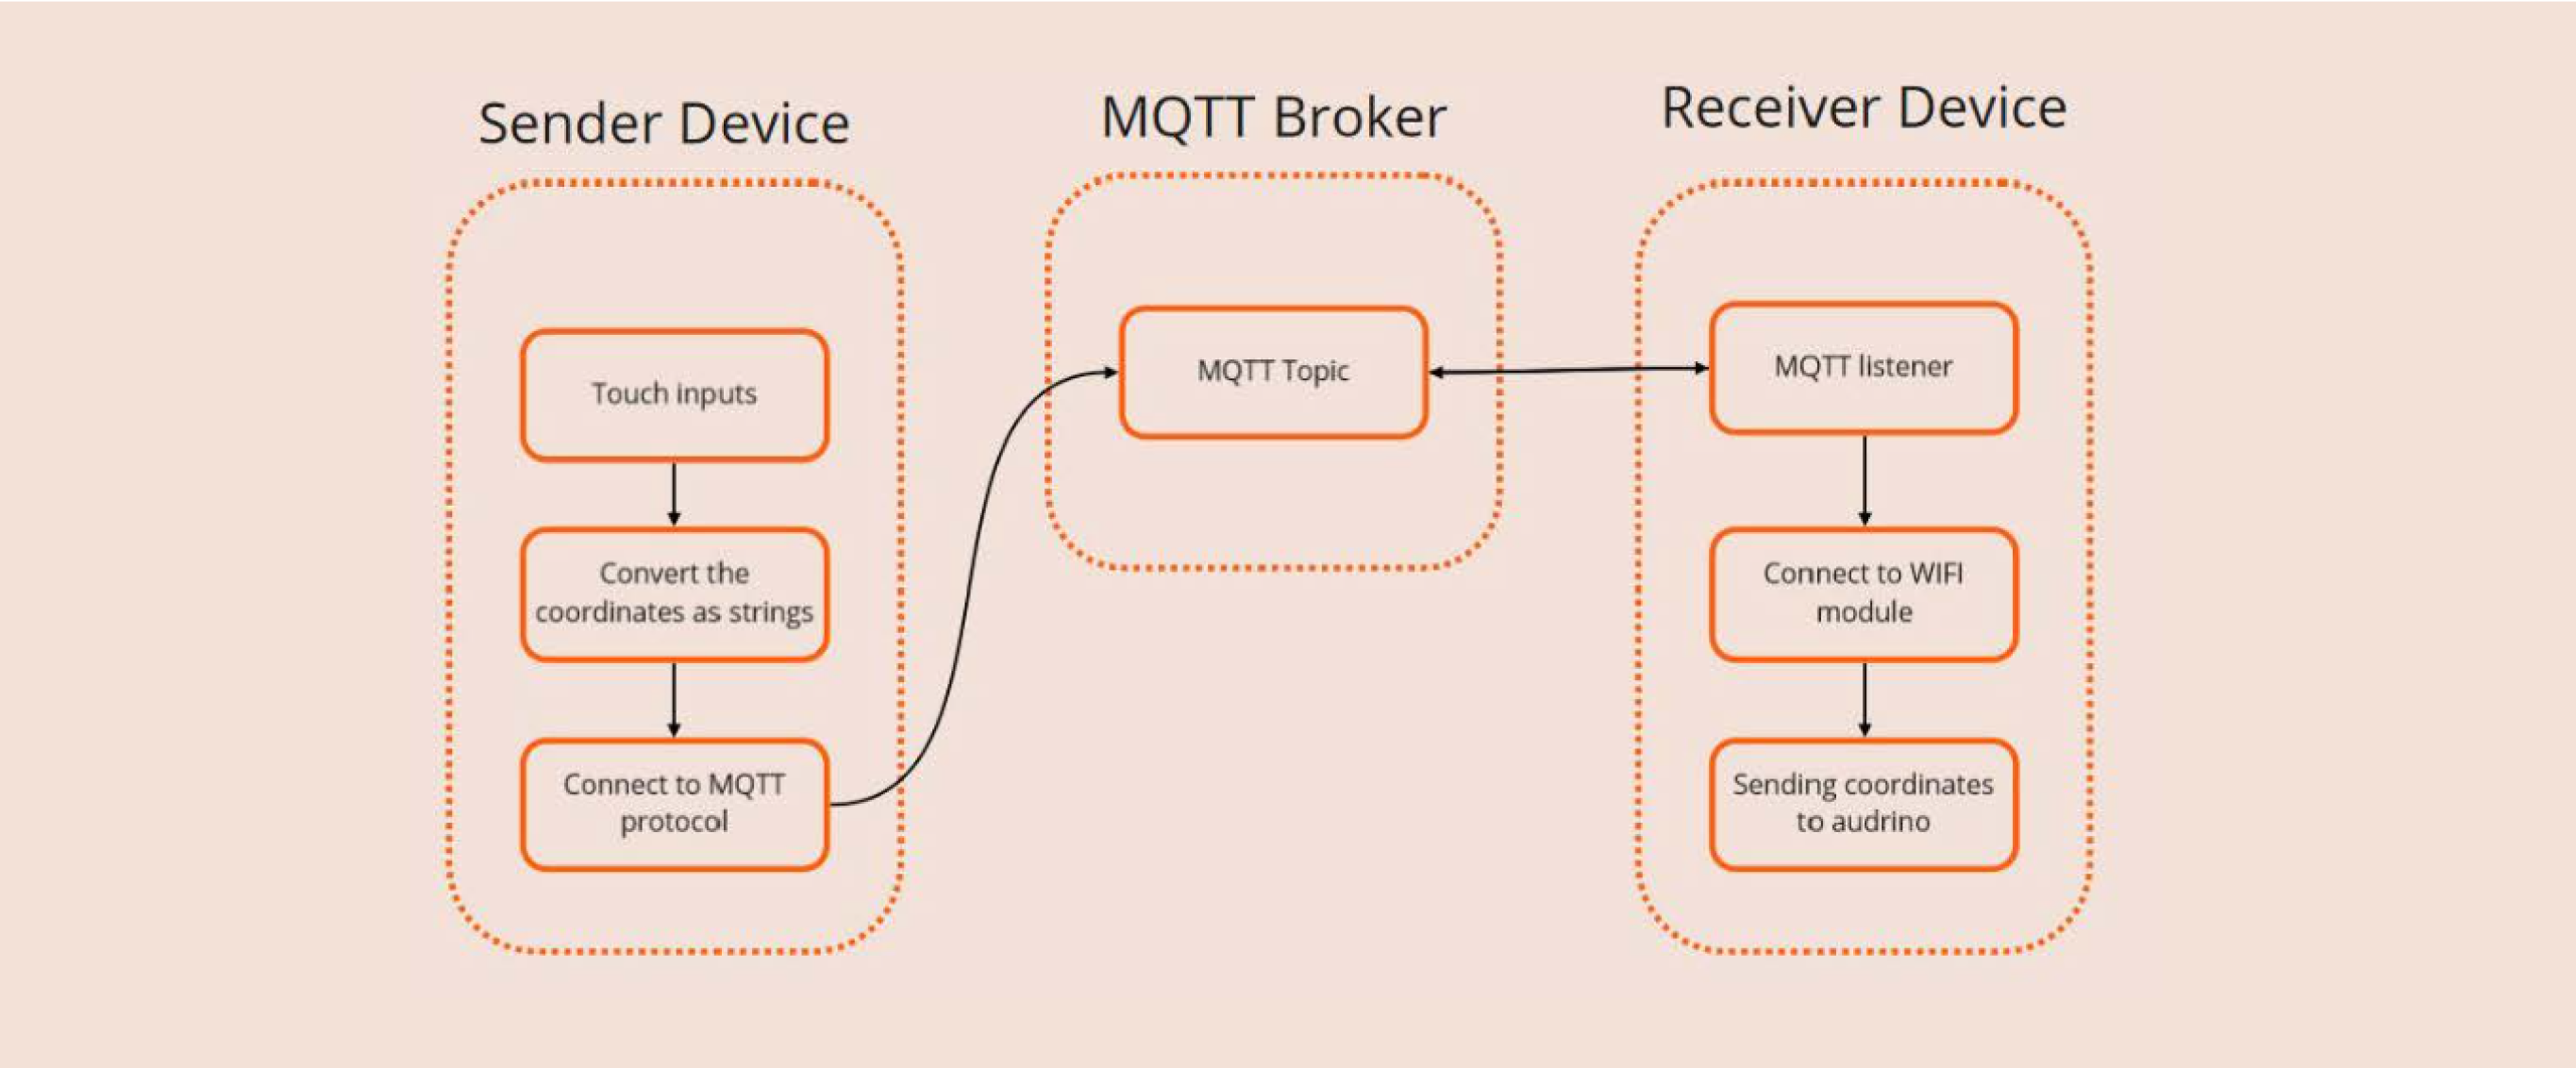 Sender Device
Touch inputs
Convert the
coordinates as strings
Connect to MQTT
protocol
MQTT Broker
MQTT Topic
Receiver Device
MQTT listener
Connect to WIFI
module
Sending coordinates
to audrino